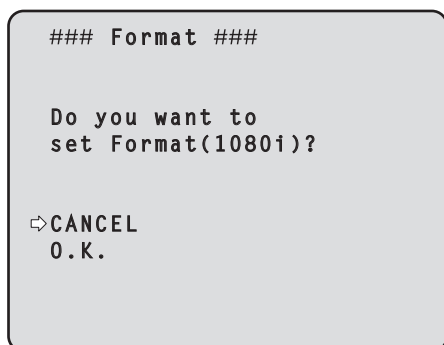 ### Format ###
Do you want to
set Format(1080i)?
⇨CANCEL
O.K.